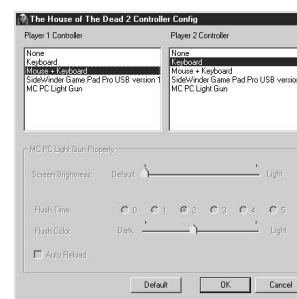 The House of The Dead 2 Controller Config
Player 1 Controller
None
Keyboard
Mouse + Keyboard
SideWinder Game Pad Pro USB version 1
MC PC Light Gun
Player 2 Controller
None
Keyboard
Mouse + Keyboard
SideWinder Game Pad Pro USB versio
MC PC Light Gun
MC PC Light Gun Property
Screen Brightness: Default Light
Flush Time: 0 1 2 3 4 5
Flush Color: Dark Light
Auto Reload
Default OK Cancel